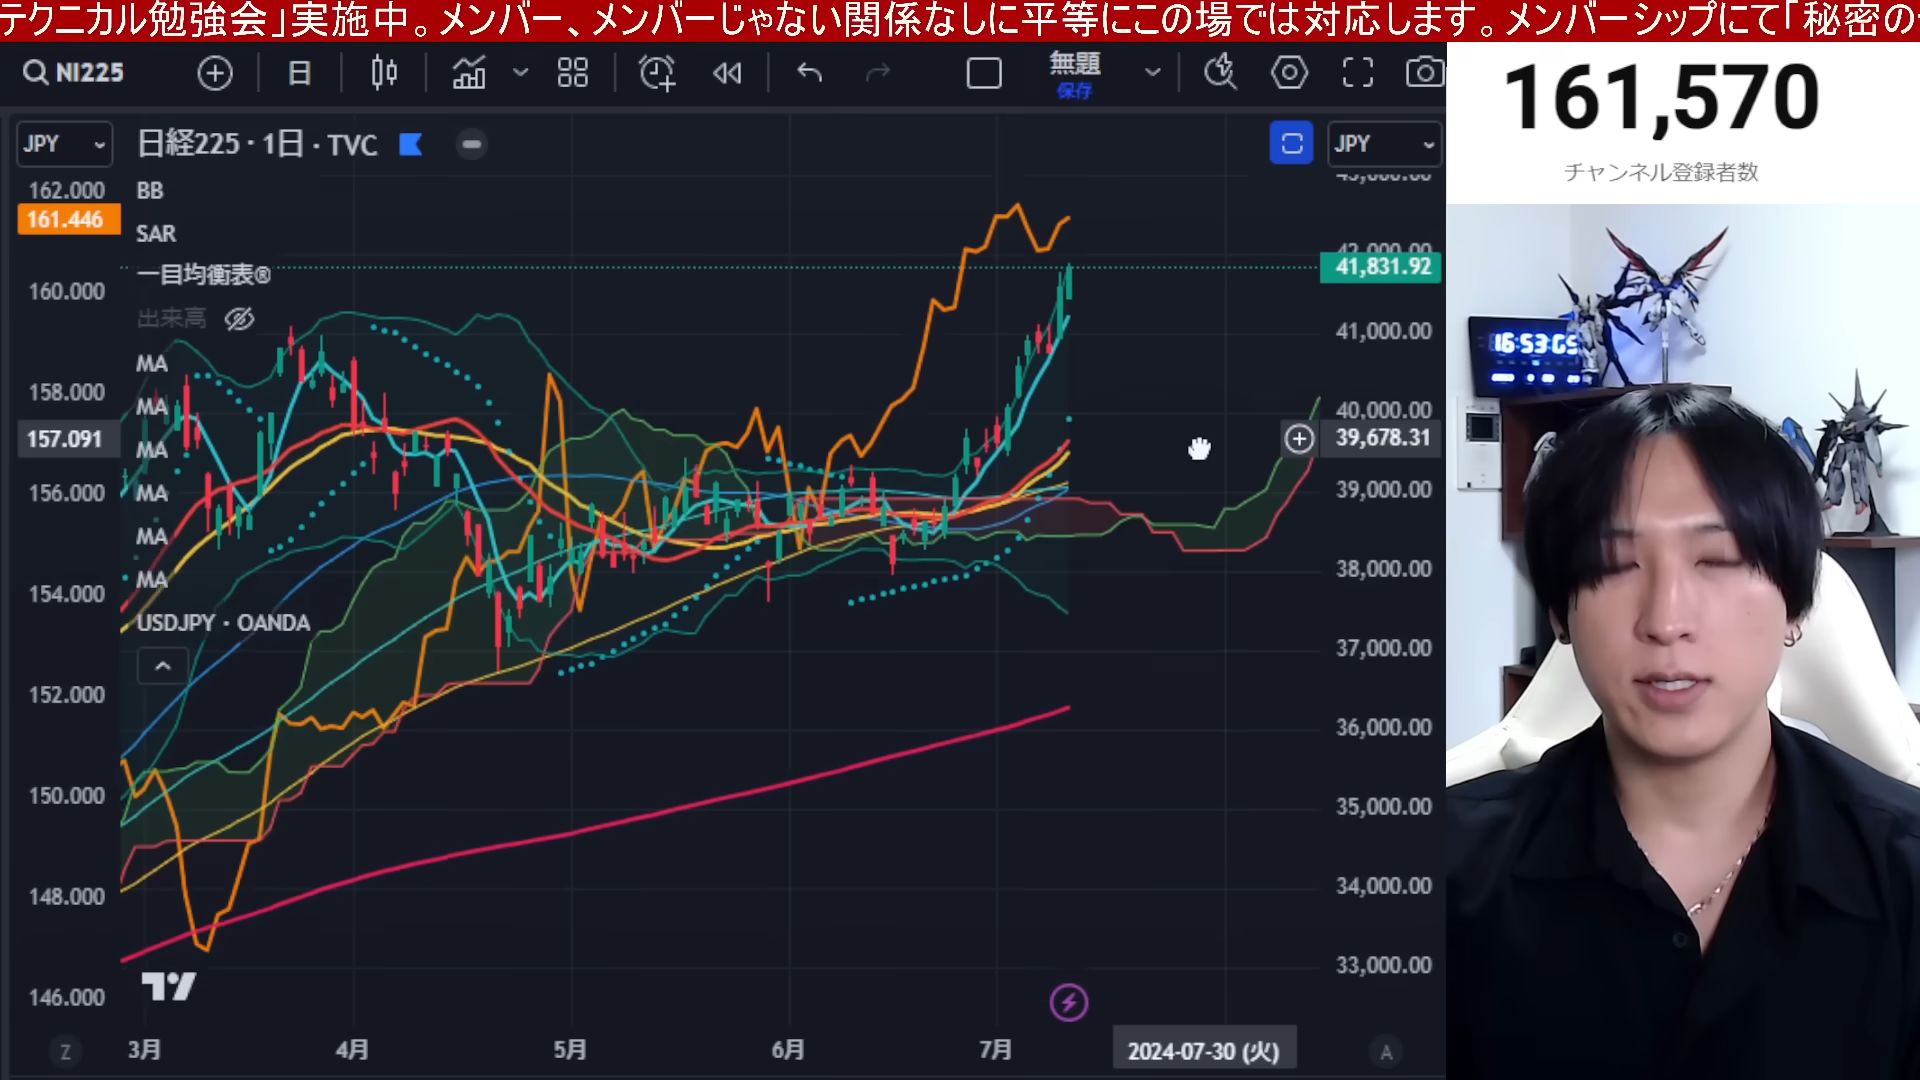 テクニカル勉強会」実施中。メンバー、メンバーじゃない関係なしに平等にこの場では対応します。メンバーシップにて「秘密の
NI225
日
無題
保存
161,570
チャンネル登録者数
JPY
日経225・1日・TVC
JPY
162.000
161.446
160.000
158.000
157.091
156.000
154.000
152.000
150.000
148.000
146.000
BB
SAR
一目均衡表®
出来高
MA
MA
MA
MA
MA
MA
USDJPY・OANDA
43,000.00
42,000.00
41,831.92
41,000.00
40,000.00
39,678.31
39,000.00
38,000.00
37,000.00
36,000.00
35,000.00
34,000.00
33,000.00
Z
3月
4月
5月
6月
7月
2024-07-30 (火)
A